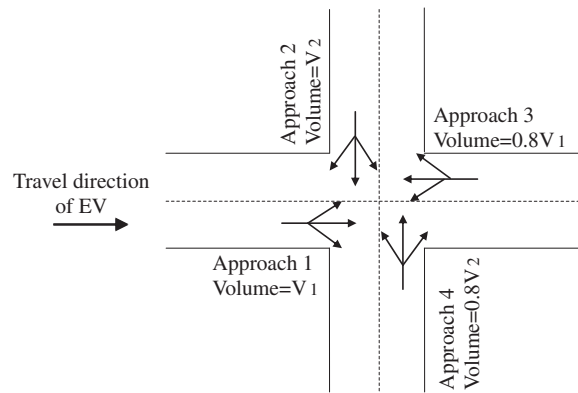 Approach 2
Volume=V2
Approach 3
Volume=0.8V1
Travel direction
of EV
Approach 1
Volume=V1
Approach 4
Volume=0.8V2